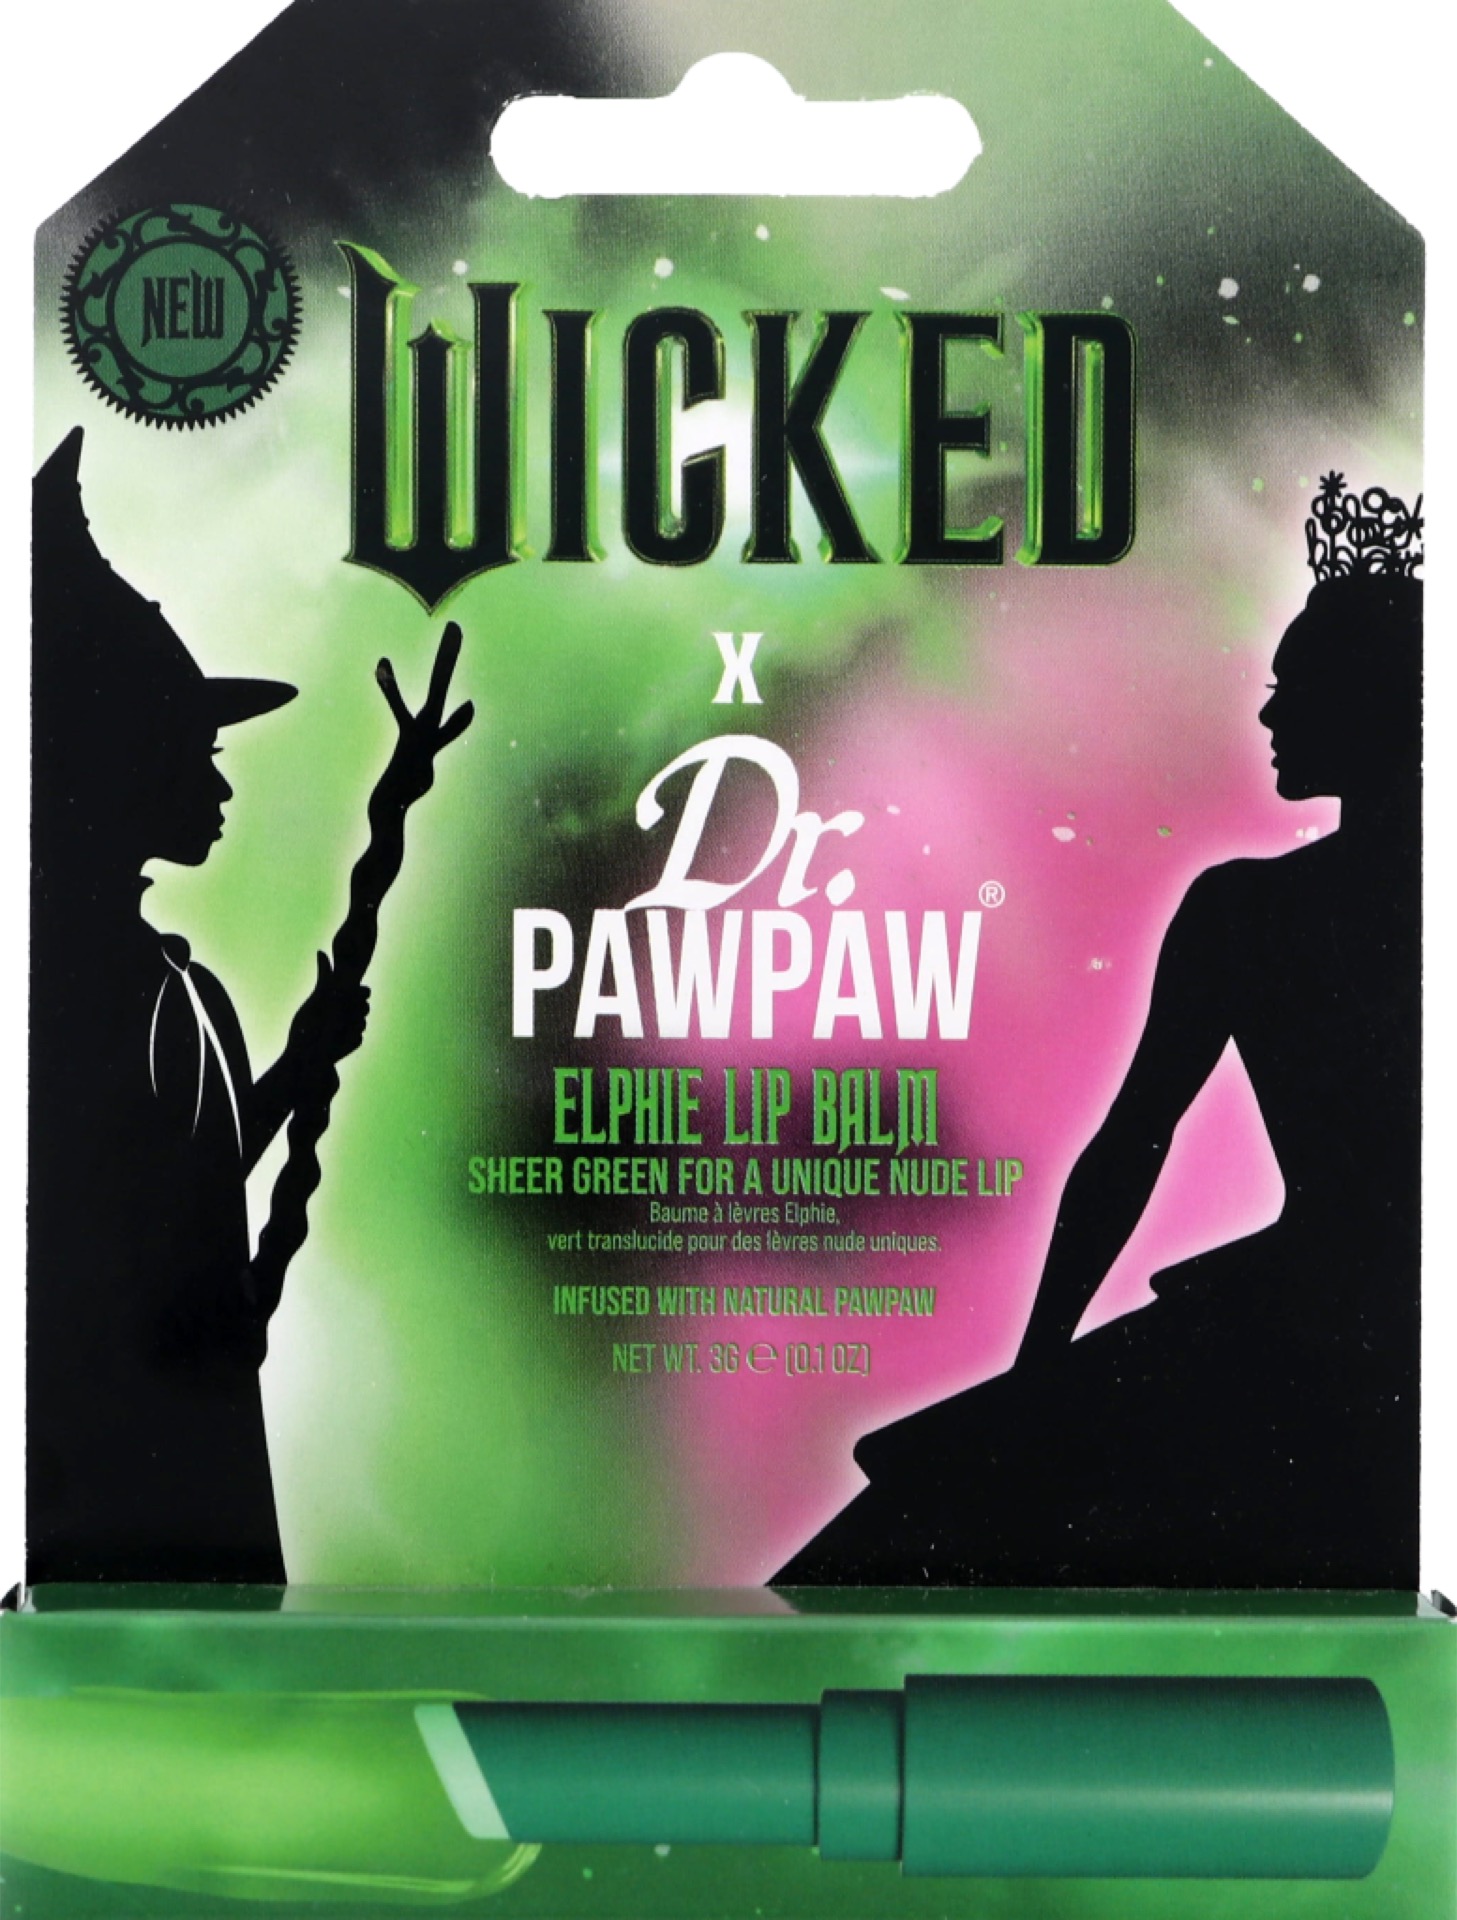 NEW
WICKED
X
Dr.
PAWPAW®
ELPHIE LIP BALM
SHEER GREEN FOR A UNIQUE NUDE LIP
Baume à lèvres Elphie,
vert translucide pour des lèvres nude uniques.
INFUSED WITH NATURAL PAWPAW
NET WT. 3G ℮ (0.1 OZ)